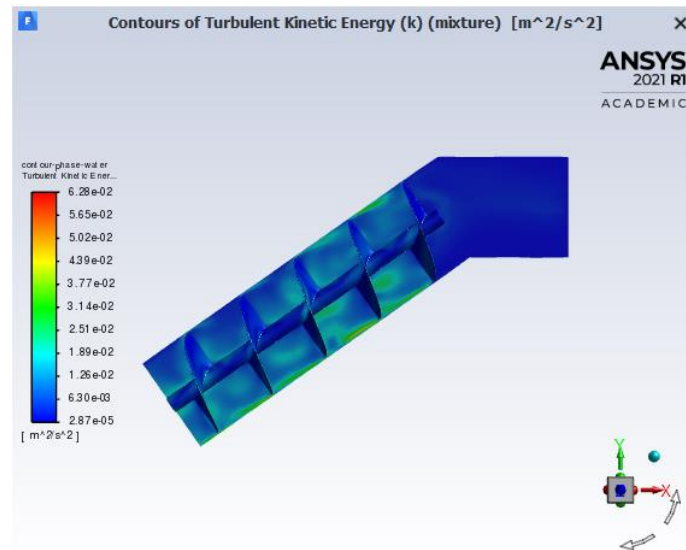 Contours of Turbulent Kinetic Energy (k) (mixture) [m^2/s^2]
ANSYS
2021 R1
ACADEMIC
contour-phase-water
Turbulent Kinetic Ener...
6.28e-02
5.65e-02
5.02e-02
4.39e-02
3.77e-02
3.14e-02
2.51e-02
1.89e-02
1.26e-02
6.30e-03
2.87e-05
[ m^2/s^2 ]
Y
X